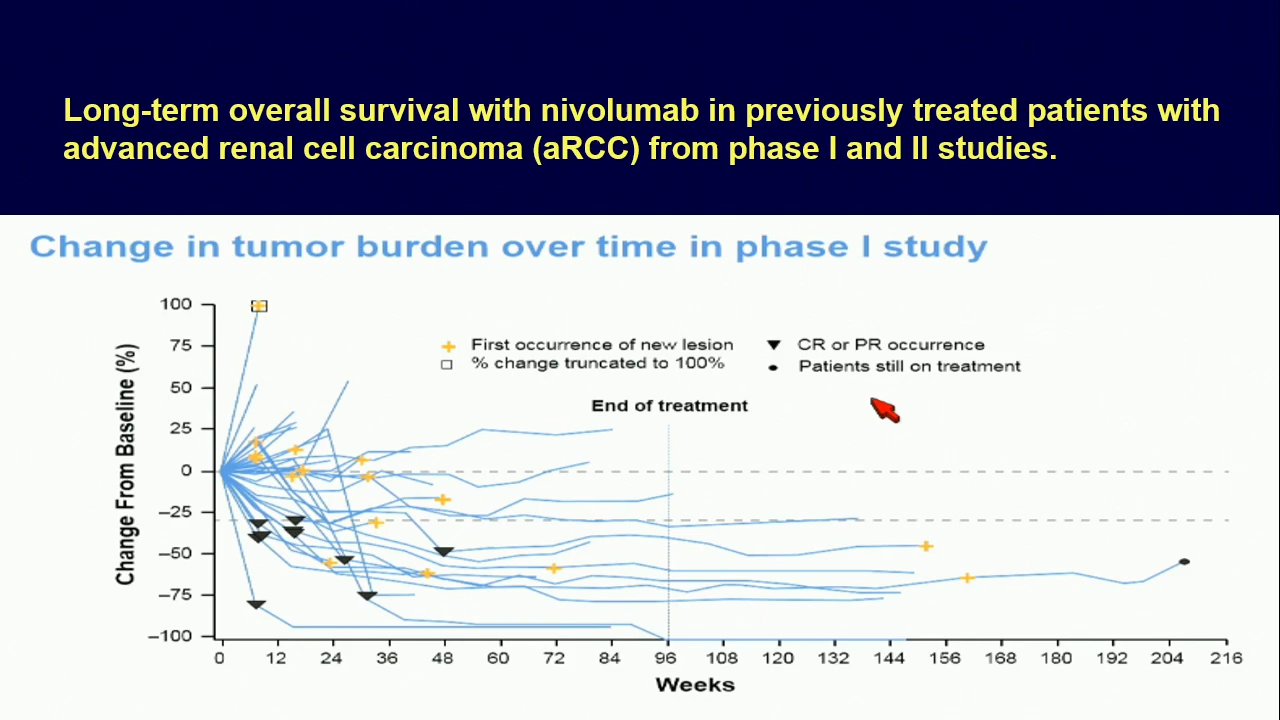 Long-term overall survival with nivolumab in previously treated patients with
advanced renal cell carcinoma (aRCC) from phase I and II studies.
Change in tumor burden over time in phase I study
Change From Baseline (%)
100
75
50
25
0
–25
–50
–75
–100
First occurrence of new lesion
% change truncated to 100%
CR or PR occurrence
Patients still on treatment
End of treatment
0 12 24 36 48 60 72 84 96 108 120 132 144 156 168 180 192 204 216
Weeks